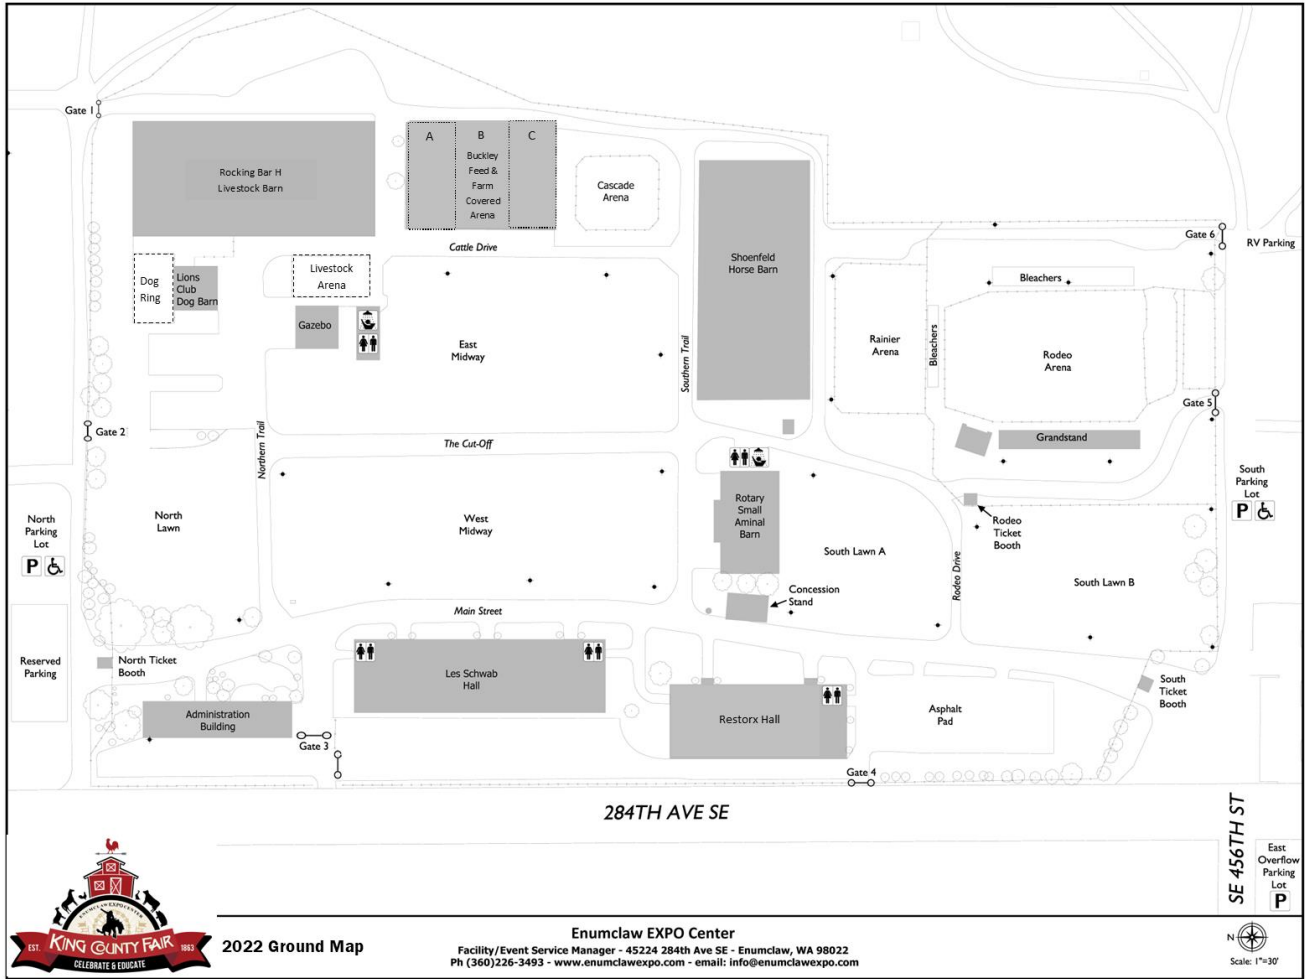 Gate 1
A
B
C
Rocking Bar H
Livestock Barn
Buckley
Feed &
Farm
Covered
Arena
Cascade
Arena
Gate 6
RV Parking
Cattle Drive
Shoenfeld
Horse Barn
Dog
Ring
Lions
Club
Dog Barn
Livestock
Arena
Bleachers
Gazebo
East
Midway
Southern Trail
Rainier
Arena
Bleachers
Rodeo
Arena
Gate 5
Gate 2
Northern Trail
The Cut-Off
Grandstand
North
Parking
Lot
P
North
Lawn
West
Midway
Rotary
Small
Aminal
Barn
South Lawn A
Rodeo
Ticket
Booth
South
Parking
Lot
P
Rodeo Drive
South Lawn B
Concession
Stand
Main Street
Reserved
Parking
North Ticket
Booth
Les Schwab
Hall
South
Ticket
Booth
Administration
Building
Restorx Hall
Asphalt
Pad
Gate 3
Gate 4
284TH AVE SE
SE 456TH ST
East
Overflow
Parking
Lot
P
ENUMCLAW EXPO CENTER
EST. KING COUNTY FAIR 1863
CELEBRATE & EDUCATE
2022 Ground Map
Enumclaw EXPO Center
Facility/Event Service Manager - 45224 284th Ave SE - Enumclaw, WA 98022
Ph (360)226-3493 - www.enumclawexpo.com - email: info@enumclawexpo.com
N
Scale: 1"=30'